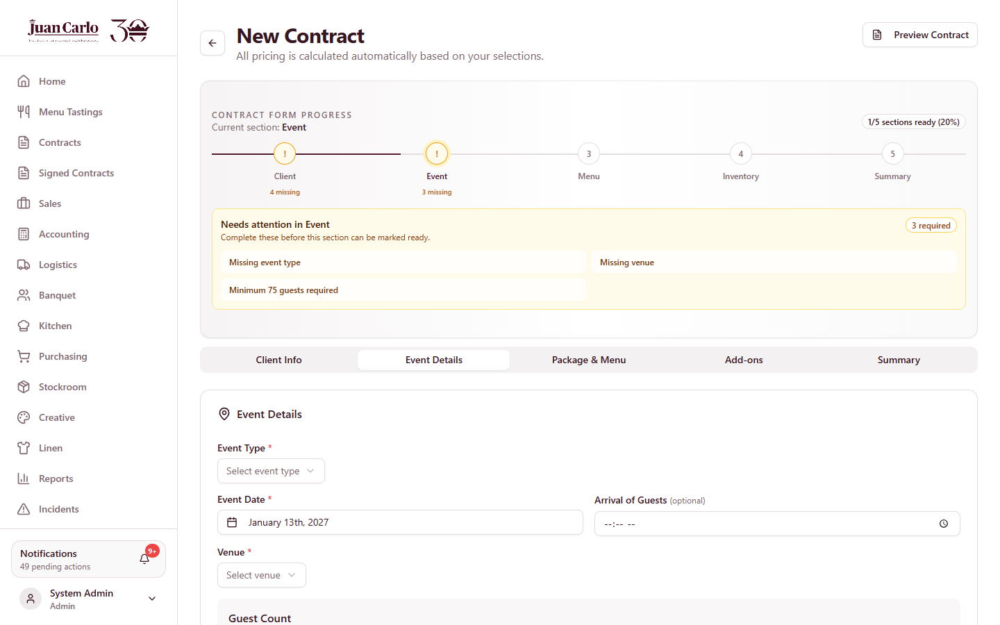 Juan Carlo 30
New Contract
All pricing is calculated automatically based on your selections.
Preview Contract
Home
Menu Tastings
Contracts
Signed Contracts
Sales
Accounting
Logistics
Banquet
Kitchen
Purchasing
Stockroom
Creative
Linen
Reports
Incidents
Notifications
9+
49 pending actions
System Admin
Admin
CONTRACT FORM PROGRESS
Current section: Event
1/5 sections ready (20%)
! ! 3 4 5
Client Event Menu Inventory Summary
4 missing 3 missing
Needs attention in Event
3 required
Complete these before this section can be marked ready.
Missing event type Missing venue
Minimum 75 guests required
Client Info Event Details Package & Menu Add-ons Summary
Event Details
Event Type *
Select event type
Event Date * Arrival of Guests (optional)
January 13th, 2027 --:-- --
Venue *
Select venue
Guest Count